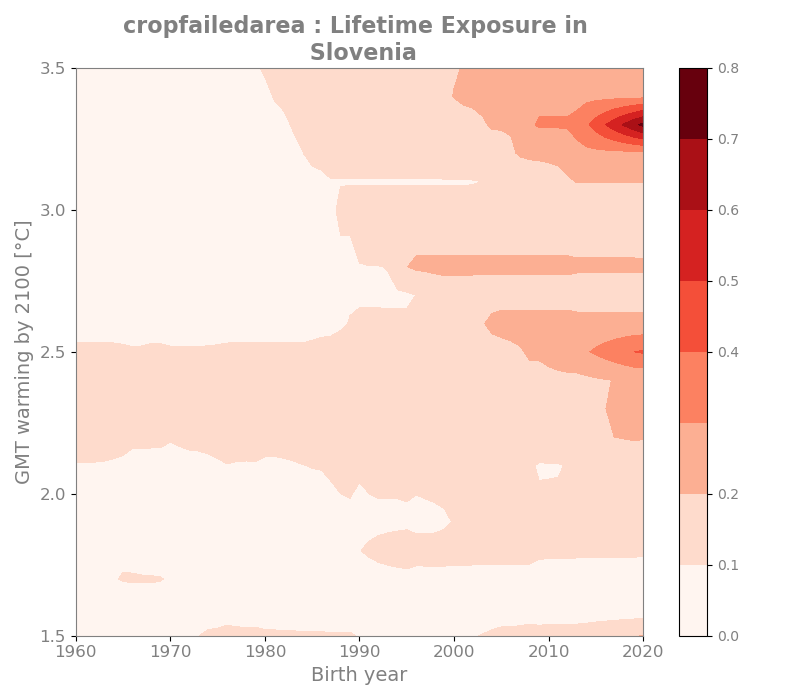 cropfailedarea : Lifetime Exposure in
Slovenia
3.5
3.0
2.5
2.0
1.5
GMT warming by 2100 [°C]
1960 1970 1980 1990 2000 2010 2020
Birth year
0.8
0.7
0.6
0.5
0.4
0.2
0.1
0.0